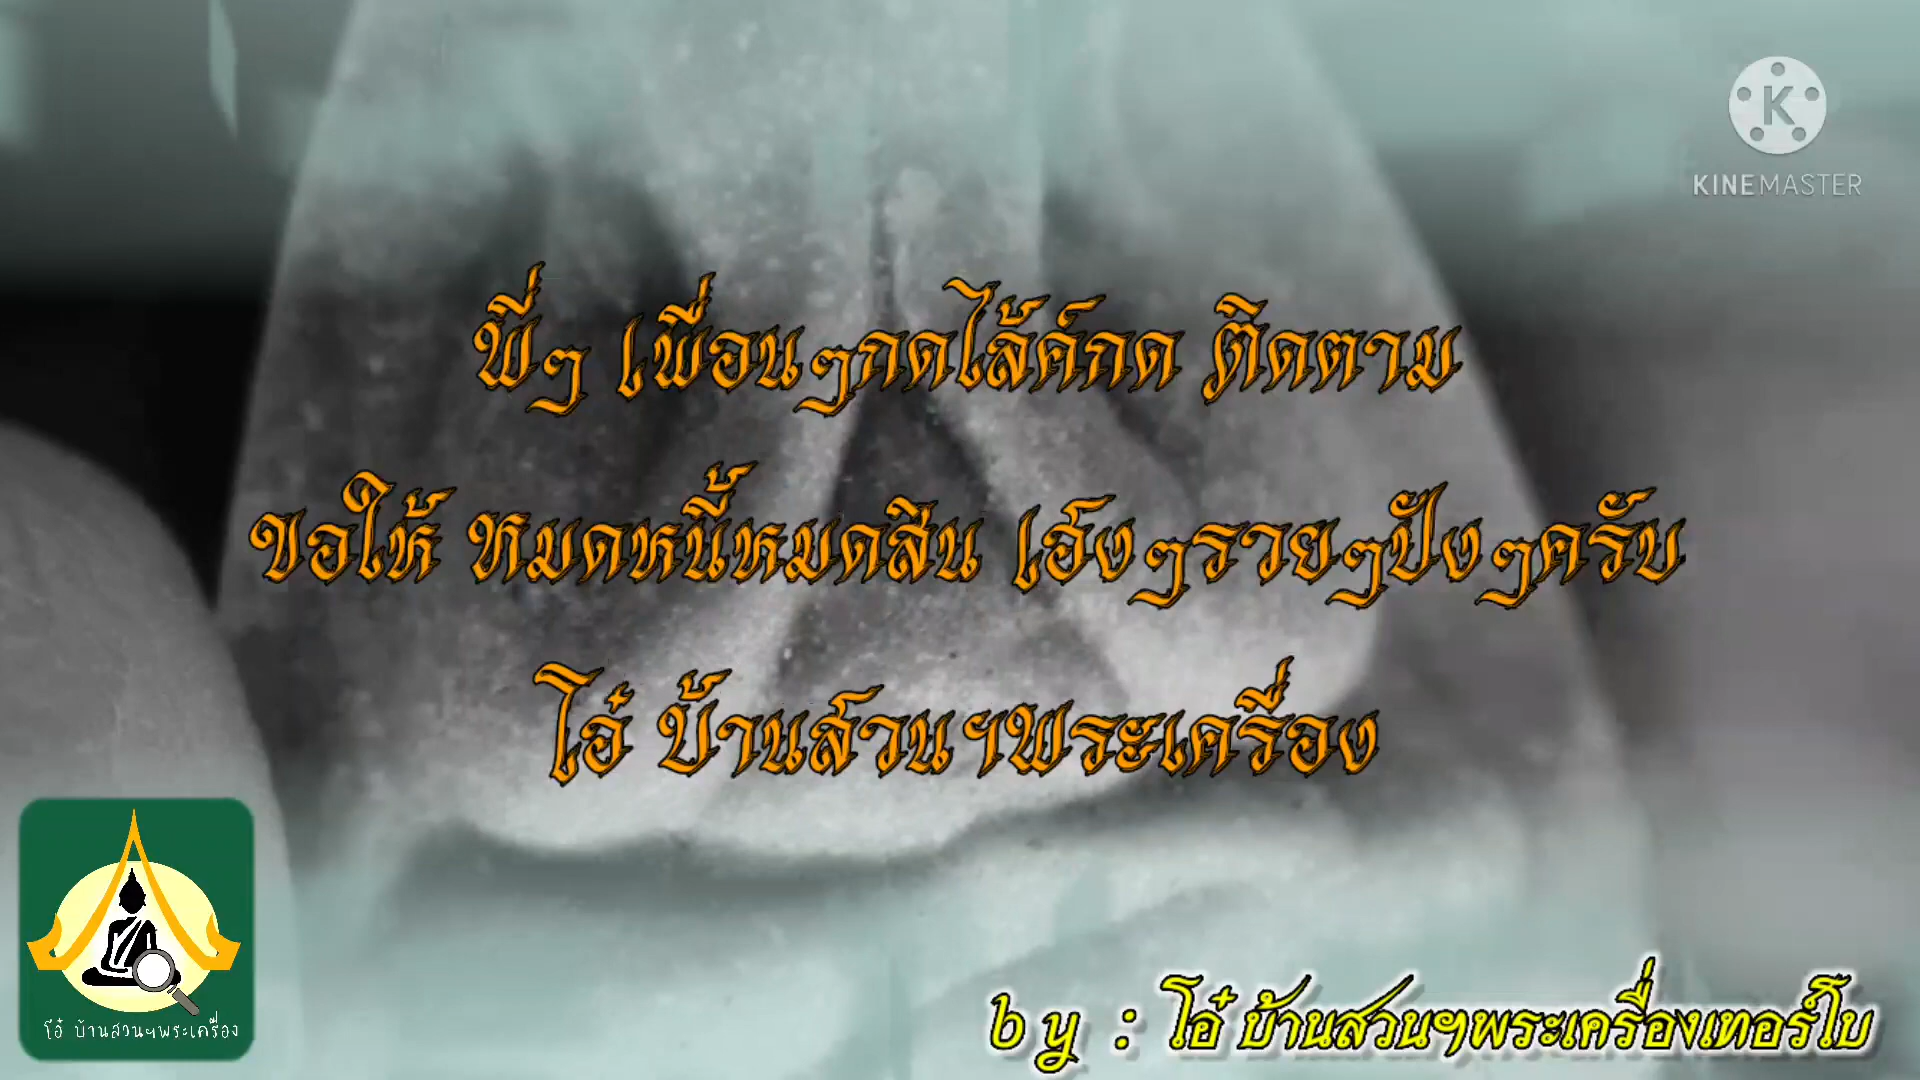 KINEMASTER
พี่ๆ เพื่อนๆกดไล้ค์กด ติดตาม
ขอให้ หมดหนี้หมดสิน เฮ์งๆรวยๆปังๆครับ
โอ๋ บ้านสวนฯพระเครื่อง
โอ๋ บ้านสวนฯพระเครื่อง
by : โอ๋ บ้านสวนฯพระเครื่องเทอร์โบ